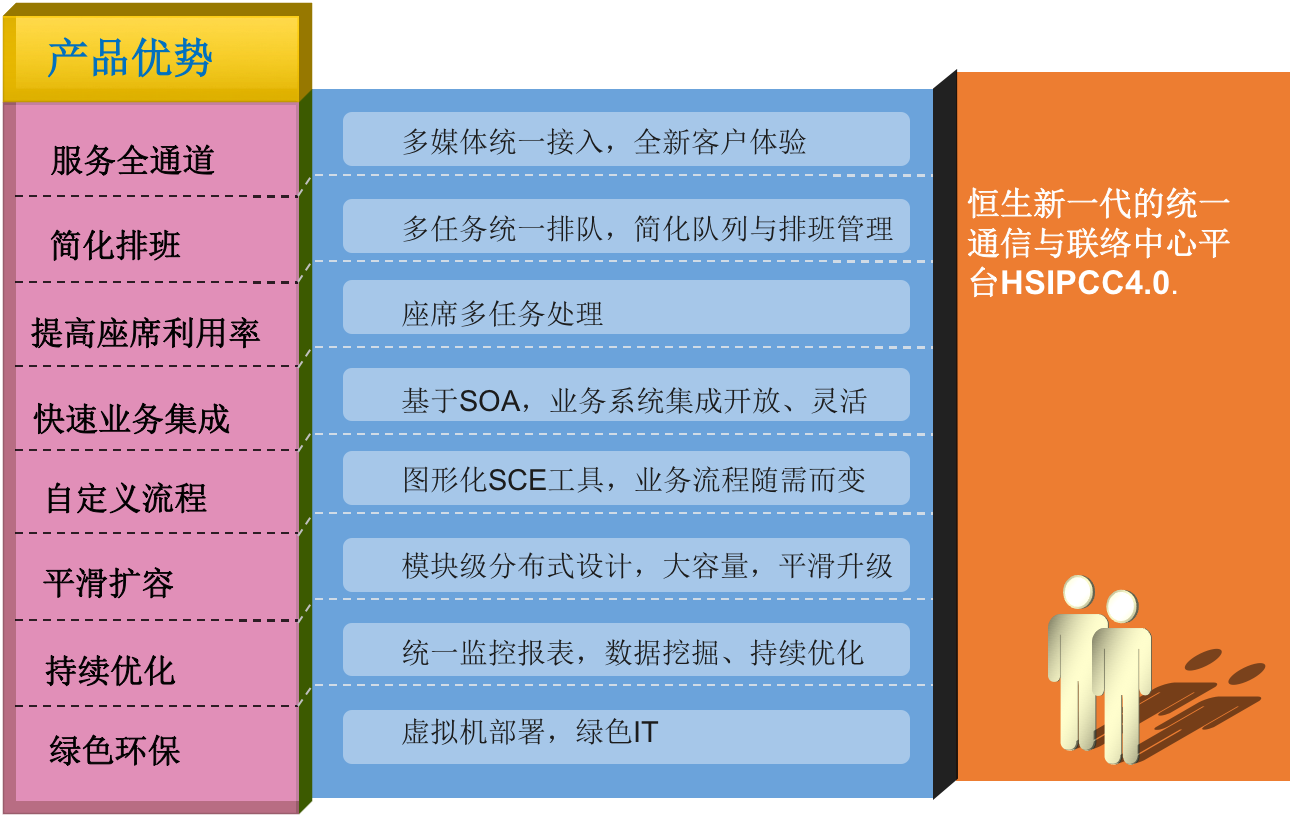 产品优势
服务全通道
多媒体统一接入，全新客户体验
简化排班
多任务统一排队，简化队列与排班管理
提高座席利用率
座席多任务处理
快速业务集成
基于SOA，业务系统集成开放、灵活
自定义流程
图形化SCE工具，业务流程随需而变
平滑扩容
模块级分布式设计，大容量，平滑升级
持续优化
统一监控报表，数据挖掘、持续优化
绿色环保
虚拟机部署，绿色IT
恒生新一代的统一
通信与联络中心平
台HSIPCC4.0.